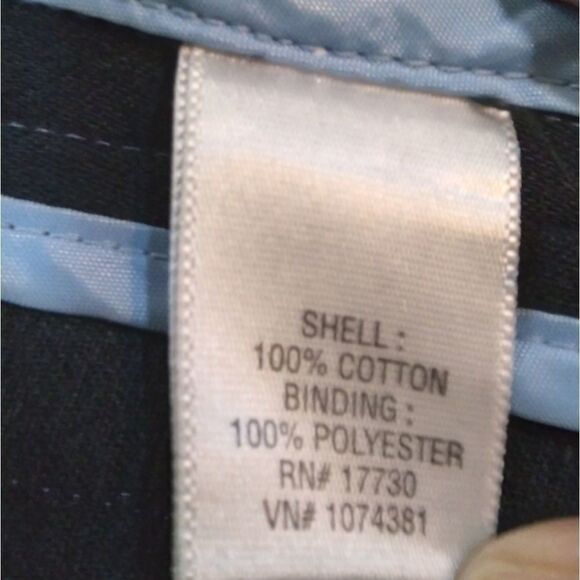 SHELL :
100% COTTON
BINDING :
100% POLYESTER
RN# 17730
VN# 1074381